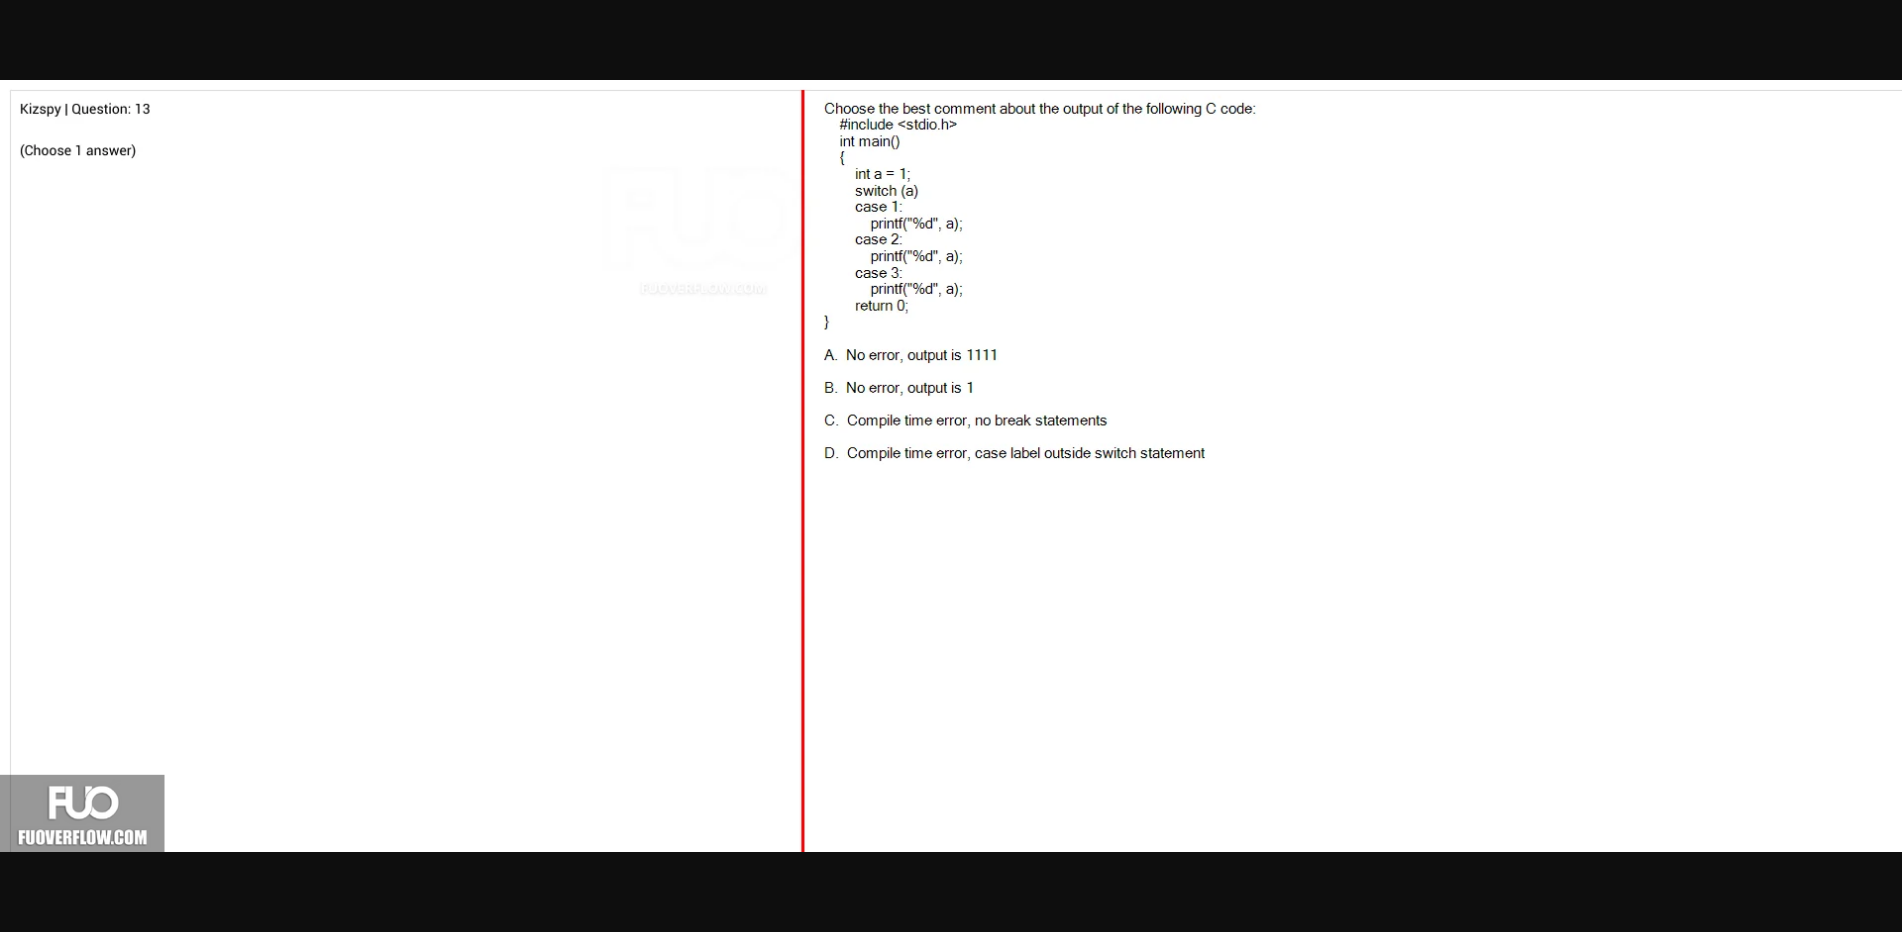 Kizspy | Question: 13
(Choose 1 answer)
FUO
FUOVERFLOW.COM
Choose the best comment about the output of the following C code:
#include <stdio.h>
int main()
{
int a = 1;
switch (a)
case 1:
printf("%d", a);
case 2:
printf("%d", a);
case 3:
printf("%d", a);
return 0;
}
A. No error, output is 1111
B. No error, output is 1
C. Compile time error, no break statements
D. Compile time error, case label outside switch statement
FUO
FUOVERFLOW.COM